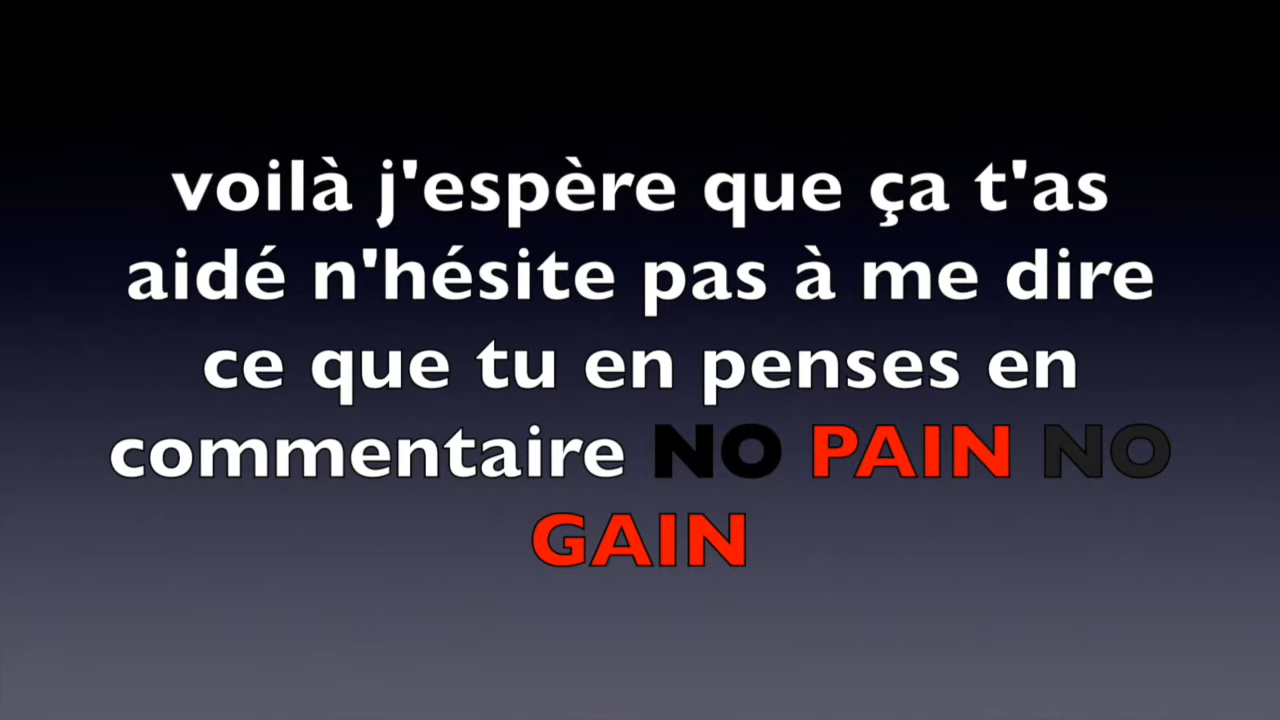 voilà j'espère que ça t'as
aidé n'hésite pas à me dire
ce que tu en penses en
commentaire NO PAIN NO
GAIN